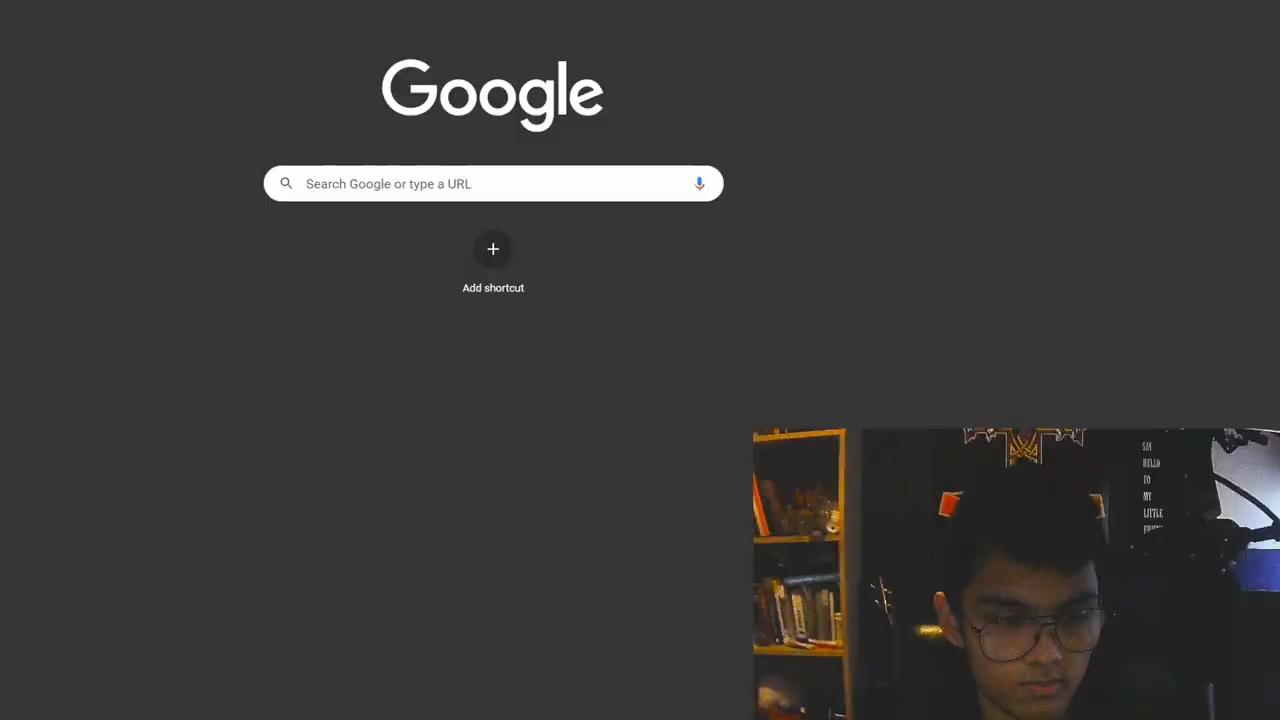 Google
Search Google or type a URL
Add shortcut
SAY
HELLO
TO
MY
LITTLE